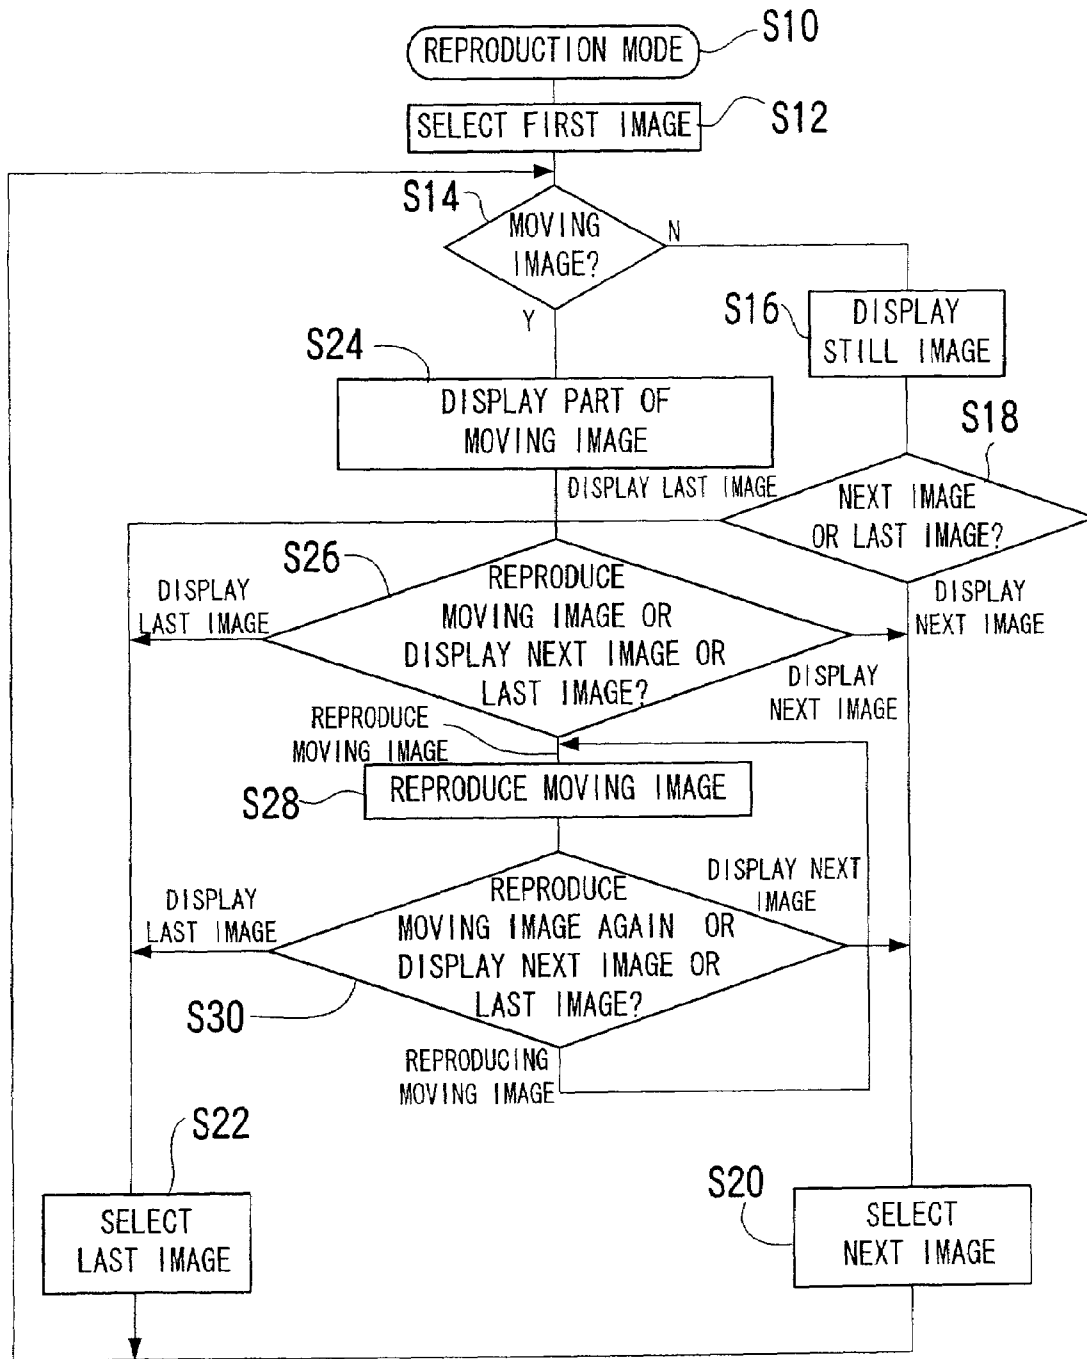 REPRODUCTION MODE
S10
SELECT FIRST IMAGE
S12
S14
MOVING
IMAGE?
N
Y
S16
DISPLAY
STILL IMAGE
S24
DISPLAY PART OF
MOVING IMAGE
S18
NEXT IMAGE
OR LAST IMAGE?
DISPLAY LAST IMAGE
DISPLAY
NEXT IMAGE
S26
REPRODUCE
MOVING IMAGE OR
DISPLAY NEXT IMAGE OR
LAST IMAGE?
DISPLAY
LAST IMAGE
DISPLAY
NEXT IMAGE
REPRODUCE
MOVING IMAGE
S28
REPRODUCE MOVING IMAGE
DISPLAY
LAST IMAGE
REPRODUCE
MOVING IMAGE AGAIN OR
DISPLAY NEXT IMAGE OR
LAST IMAGE?
DISPLAY NEXT
IMAGE
S30
REPRODUCING
MOVING IMAGE
S22
SELECT
LAST IMAGE
S20
SELECT
NEXT IMAGE